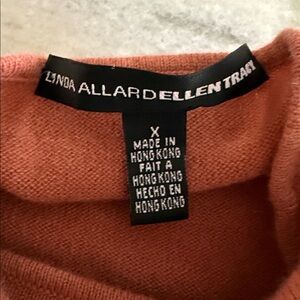 LINDA ALLARD ELLEN TRACY
X
MADE IN
HONG KONG
FAIT A
HONG KONG
HECHO EN
HONG KONG